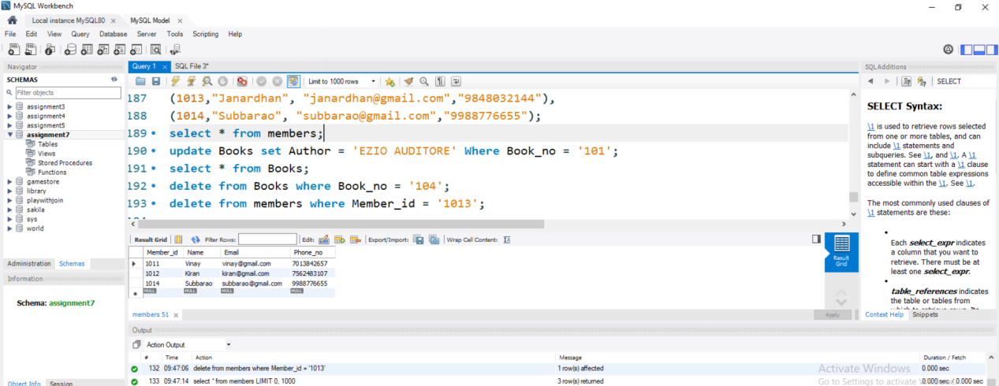 MySQL Workbench
Local instance MySQL80 × MySQL Model ×
File Edit View Query Database Server Tools Scripting Help
Navigator
SCHEMAS
Filter objects
assignment3
assignment4
assignment5
assignment7
Tables
Views
Stored Procedures
Functions
gamestore
library
playwithjoin
sakila
sys
world
Administration Schemas
Information
Schema: assignment7
Object Info Session
Query 1 × SQL File 3*
Limit to 1000 rows
187 (1013,"Janardhan", "janardhan@gmail.com","9848032144"),
188 (1014,"Subbarao", "subbarao@gmail.com","9988776655");
189 • select * from members;
190 • update Books set Author = 'EZIO AUDITORE' Where Book_no = '101';
191 • select * from Books;
192 • delete from Books where Book_no = '104';
193 • delete from members where Member_id = '1013';
Result Grid Filter Rows: Edit: Export/Import: Wrap Cell Content:
Member_id Name Email Phone_no
1011 Vinay vinay@gmail.com 7013842657
1012 Kiran kiran@gmail.com 7562483107
1014 Subbarao subbarao@gmail.com 9988776655
NULL NULL NULL NULL
Result Grid
members 51 × Apply
Output
Action Output
# Time Action Message Duration / Fetch
132 09:47:06 delete from members where Member_id = '1013' 1 row(s) affected 0.000 sec
133 09:47:14 select * from members LIMIT 0, 1000 3 row(s) returned 0.000 sec / 0.000 sec
SQLAdditions
SELECT
SELECT Syntax:
\1 is used to retrieve rows selected
from one or more tables, and can
include \1 statements and
subqueries. See \1, and \1. A \1
statement can start with a \1 clause
to define common table expressions
accessible within the \1. See \1.
The most commonly used clauses of
\1 statements are these:
• Each select_expr indicates
a column that you want to
retrieve. There must be at
least one select_expr.
• table_references indicates
the table or tables from
which to retrieve rows. Its
Context Help Snippets
Activate Windows
Go to Settings to activate